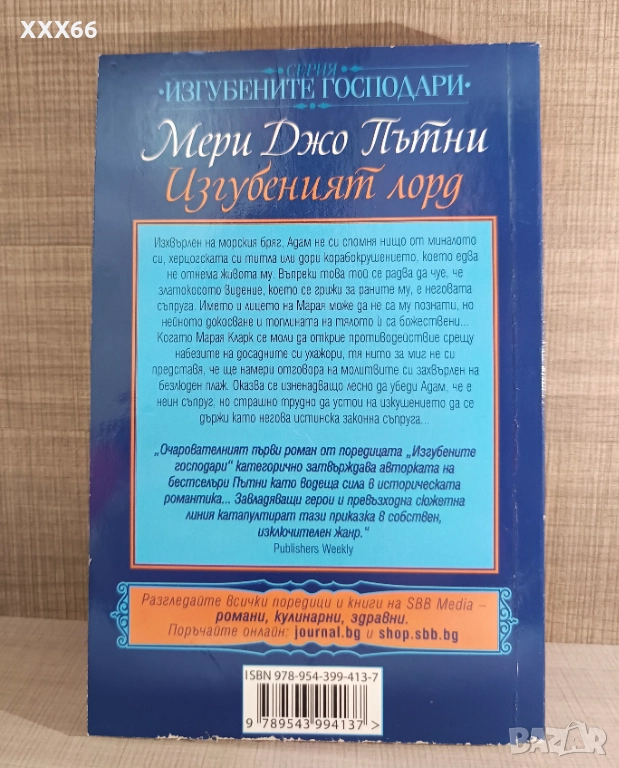 XXX66
СЕРИЯ
·ИЗГУБЕНИТЕ ГОСПОДАРИ·
Мери Джо Пътни
Изгубеният лорд
Изхвърлен на морския бряг, Адам не си спомня нищо от миналото
си, херцогската си титла или дори корабокрушението, което едва
не отнема живота му. Въпреки това той се радва да чуе, че
златокосото видение, което се грижи за раните му, е неговата
съпруга. Името и лицето на Марая може да не са му познати, но
нейното докосване и топлината на тялото ѝ са божествени...
Когато Марая Кларк се моли да открие противодействие срещу
набезите на досадните си ухажори, тя нито за миг не си
представя, че ще намери отговора на молитвите си захвърлен на
безлюден плаж. Оказва се изненадващо лесно да убеди Адам, че е
неин съпруг, но страшно трудно да устои на изкушението да се
държи като негова истинска законна съпруга...
„Очарователният първи роман от поредицата „Изгубените
господари“ категорично затвърждава авторката на
бестселъри Пътни като водеща сила в историческата
романтика... Завладяващи герои и превъзходна сюжетна
линия катапултират тази приказка в собствен,
изключителен жанр.“
Publishers Weekly
Разгледайте всички поредици и книги на SBB Media –
романи, кулинарни, здравни.
Поръчайте онлайн: journal.bg и shop.sbb.bg
ISBN 978-954-399-413-7
9 789543 994137 >
BAZAR